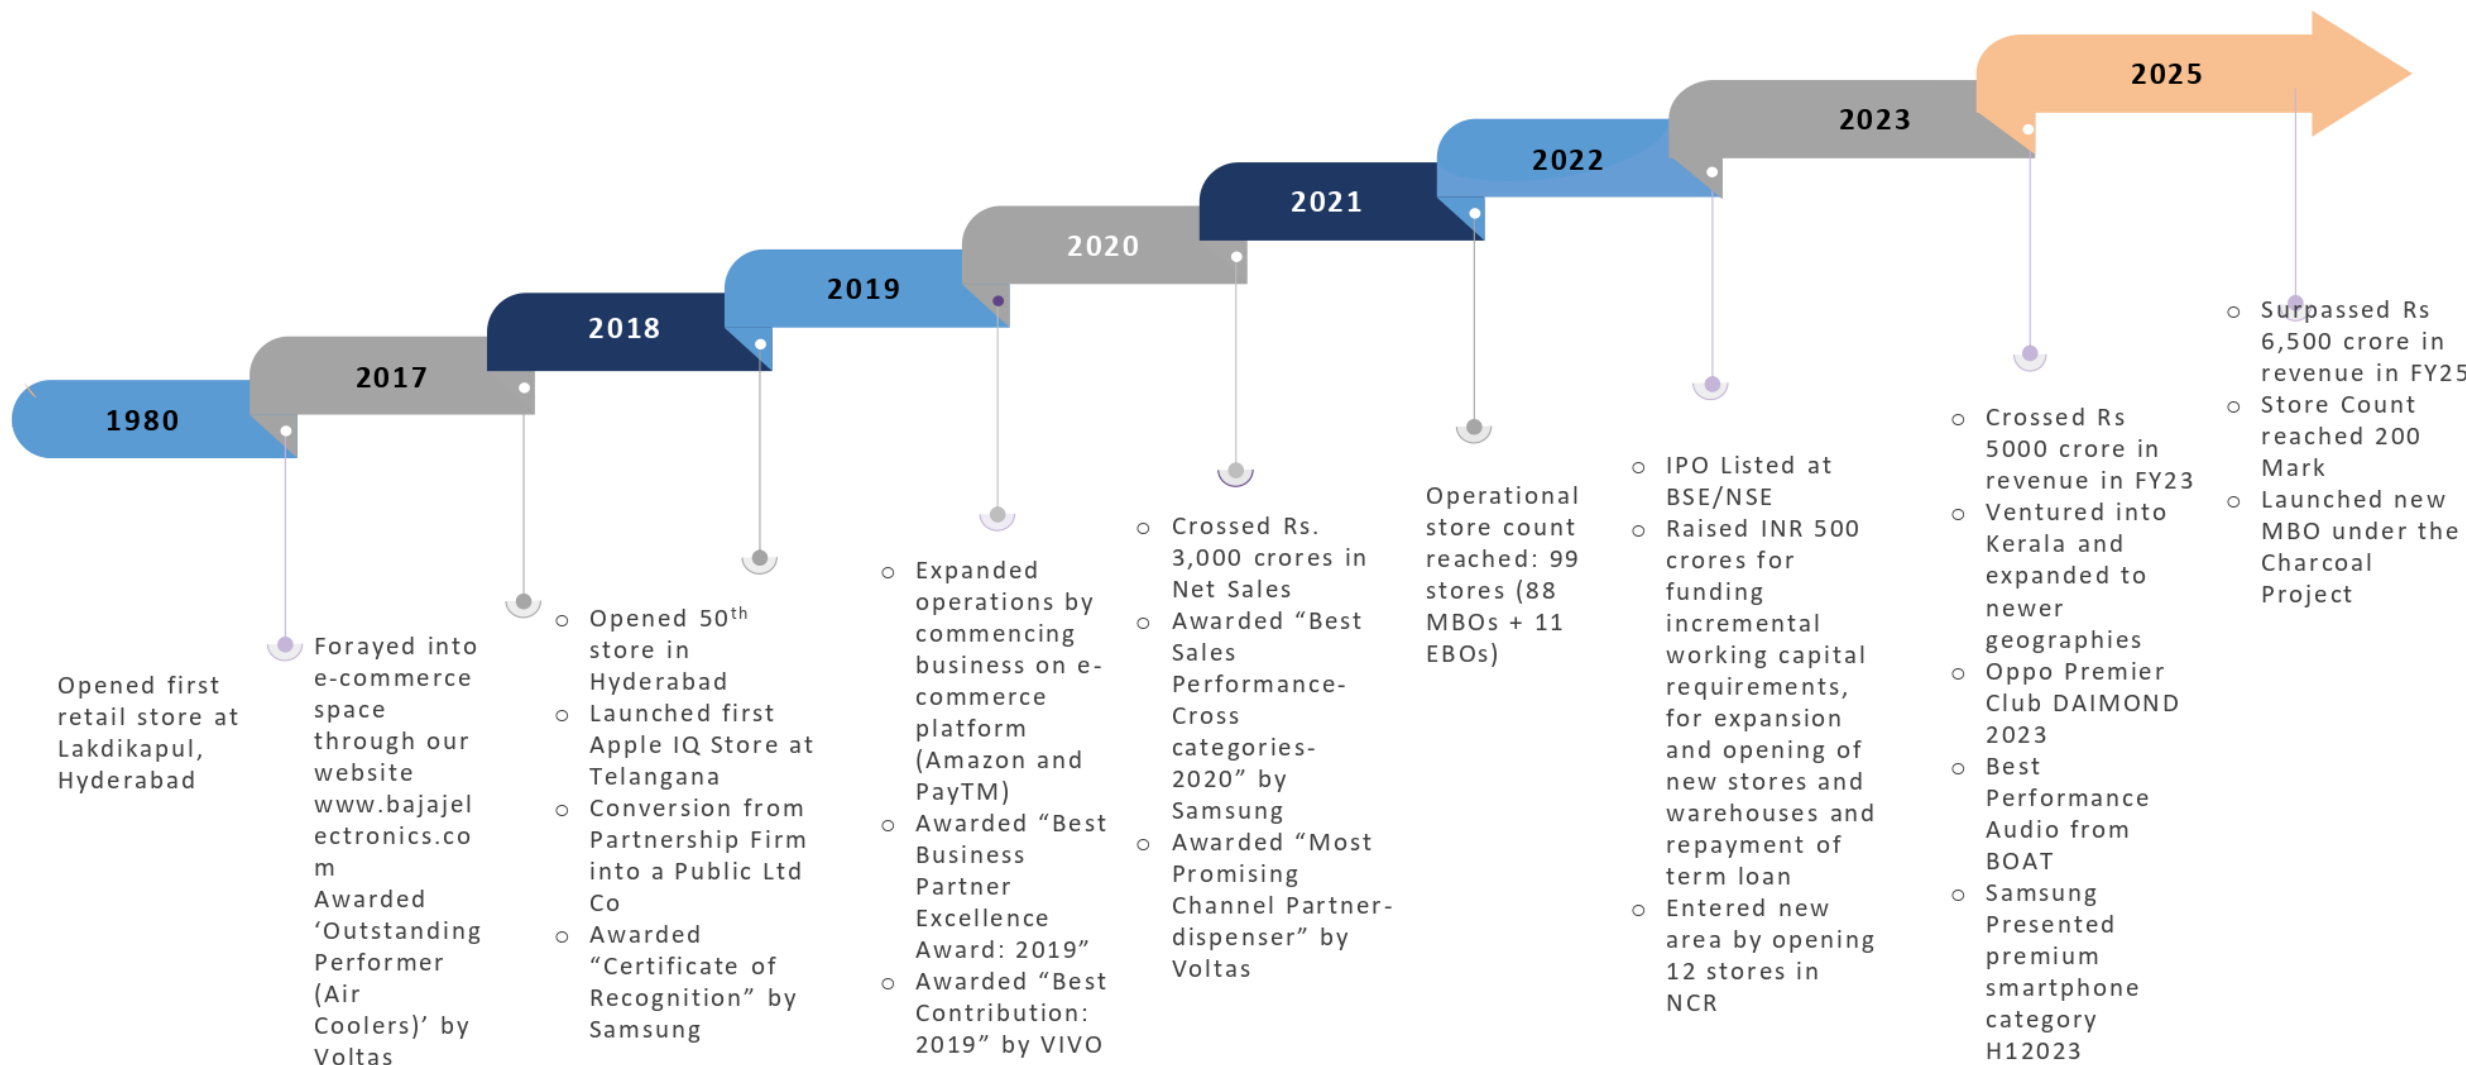 1980
2017
2018
2019
2020
2021
2022
2023
2025
Opened first
retail store at
Lakdikapul,
Hyderabad
Forayed into
e-commerce
space
through our
website
www.bajajel
ectronics.co
m
Awarded
‘Outstanding
Performer
(Air
Coolers)’ by
Voltas
o Opened 50th
store in
Hyderabad
o Launched first
Apple IQ Store at
Telangana
o Conversion from
Partnership Firm
into a Public Ltd
Co
o Awarded
“Certificate of
Recognition” by
Samsung
o Expanded
operations by
commencing
business on e-
commerce
platform
(Amazon and
PayTM)
o Awarded “Best
Business
Partner
Excellence
Award: 2019”
o Awarded “Best
Contribution:
2019” by VIVO
o Crossed Rs.
3,000 crores in
Net Sales
o Awarded “Best
Sales
Performance-
Cross
categories-
2020” by
Samsung
o Awarded “Most
Promising
Channel Partner-
dispenser” by
Voltas
Operational
store count
reached: 99
stores (88
MBOs + 11
EBOs)
o IPO Listed at
BSE/NSE
o Raised INR 500
crores for
funding
incremental
working capital
requirements,
for expansion
and opening of
new stores and
warehouses and
repayment of
term loan
o Entered new
area by opening
12 stores in
NCR
o Crossed Rs
5000 crore in
revenue in FY23
o Ventured into
Kerala and
expanded to
newer
geographies
o Oppo Premier
Club DAIMOND
2023
o Best
Performance
Audio from
BOAT
o Samsung
Presented
premium
smartphone
category
H12023
o Surpassed Rs
6,500 crore in
revenue in FY25
o Store Count
reached 200
Mark
o Launched new
MBO under the
Charcoal
Project